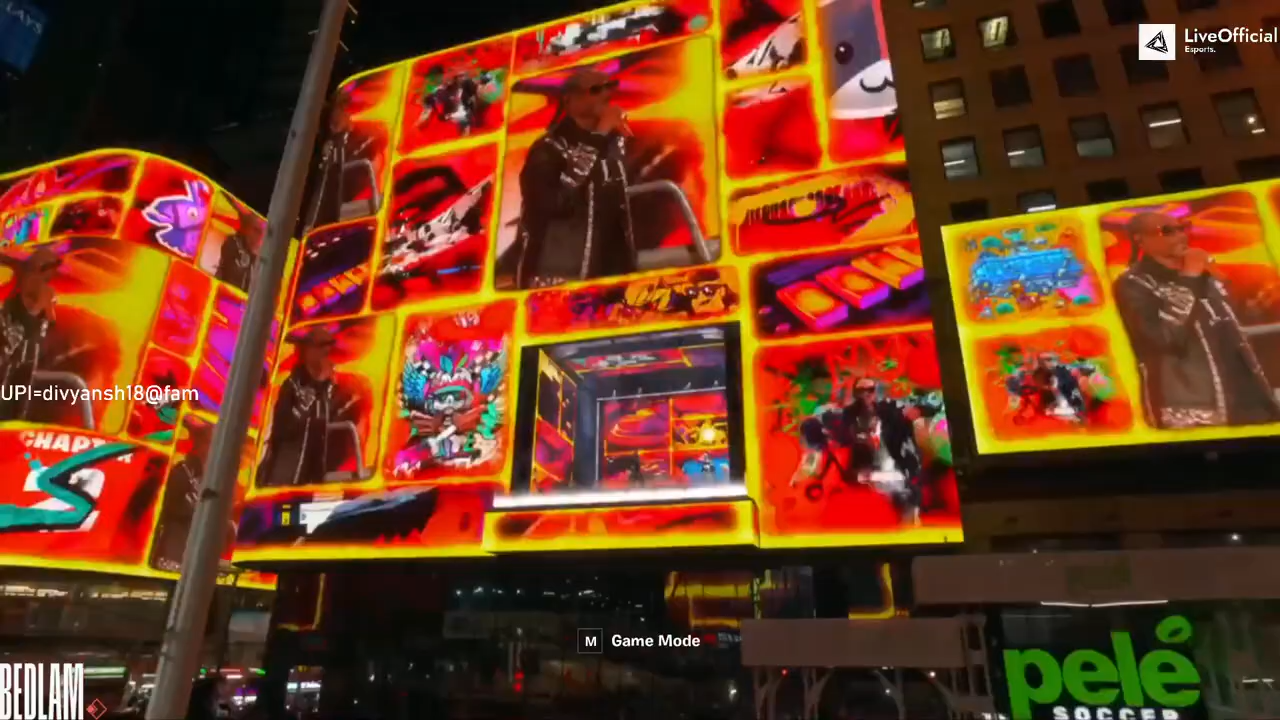 LiveOfficial
Esports.
UPI=divyansh18@fam
CHAPTER
2
M Game Mode
BEDLAM
pelé
SOCCER